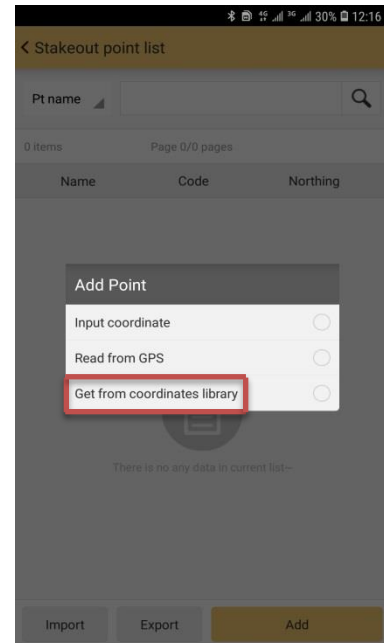 4G 3G 30% 12:16
< Stakeout point list
Pt name
0 items Page 0/0 pages
Name Code Northing
Add Point
Input coordinate
Read from GPS
Get from coordinates library
There is no any data in current list~
Import Export Add